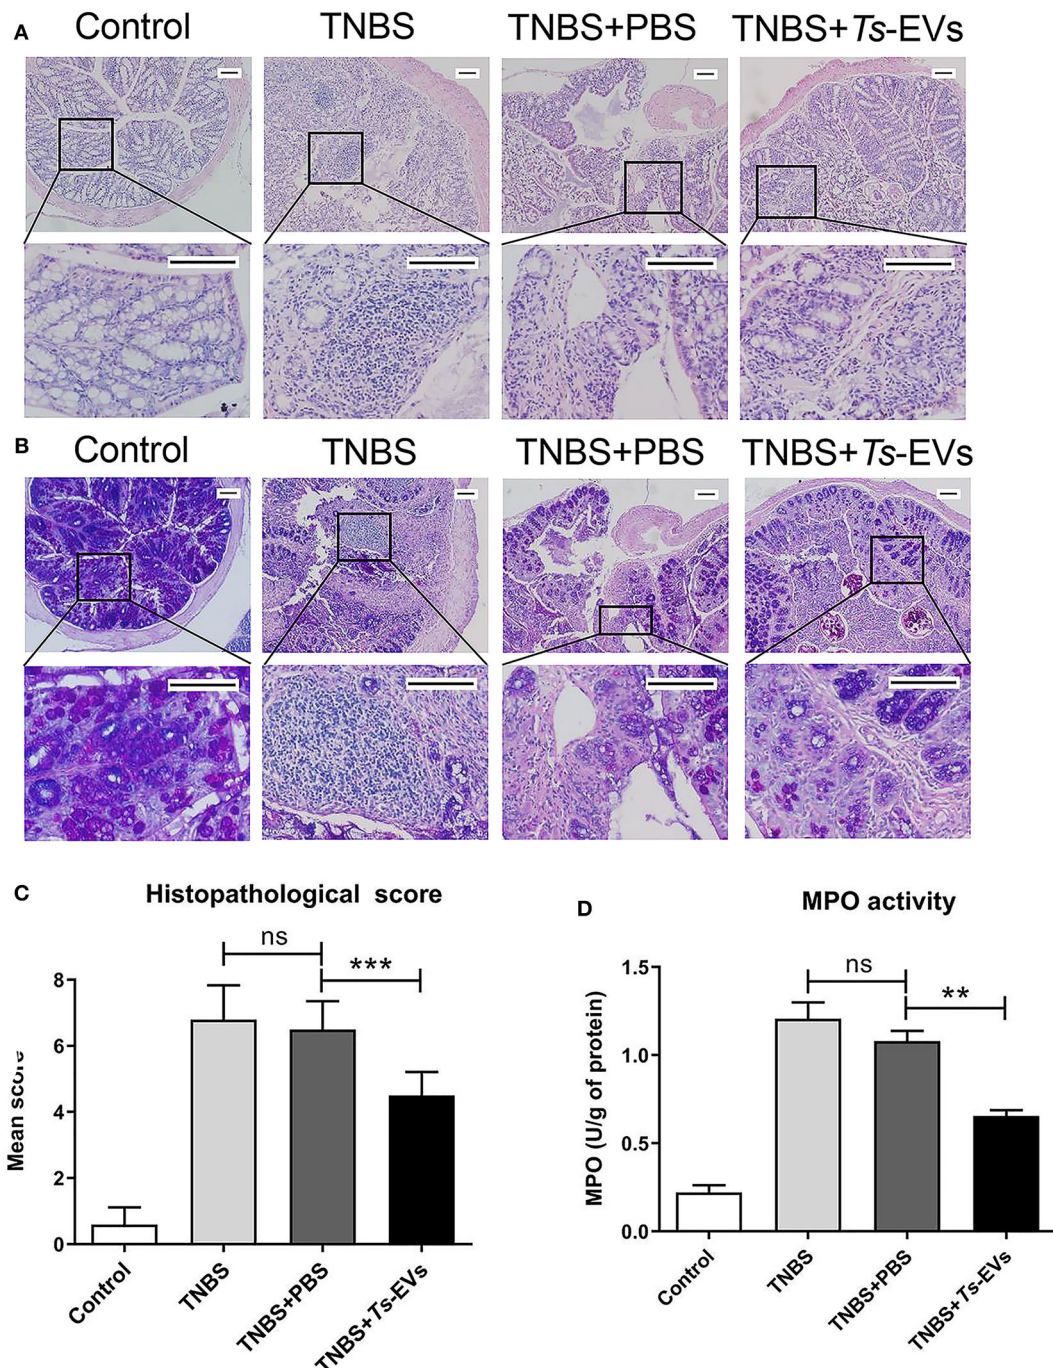 A
Control
TNBS
TNBS+PBS
TNBS+Ts-EVs
B
Control
TNBS
TNBS+PBS
TNBS+Ts-EVs
C
Histopathological score
Mean score
8
6
4
2
0
ns
***
Control
TNBS
TNBS+PBS
TNBS+Ts-EVs
D
MPO activity
MPO (U/g of protein)
1.5
1.0
0.5
0.0
ns
**
Control
TNBS
TNBS+PBS
TNBS+Ts-EVs